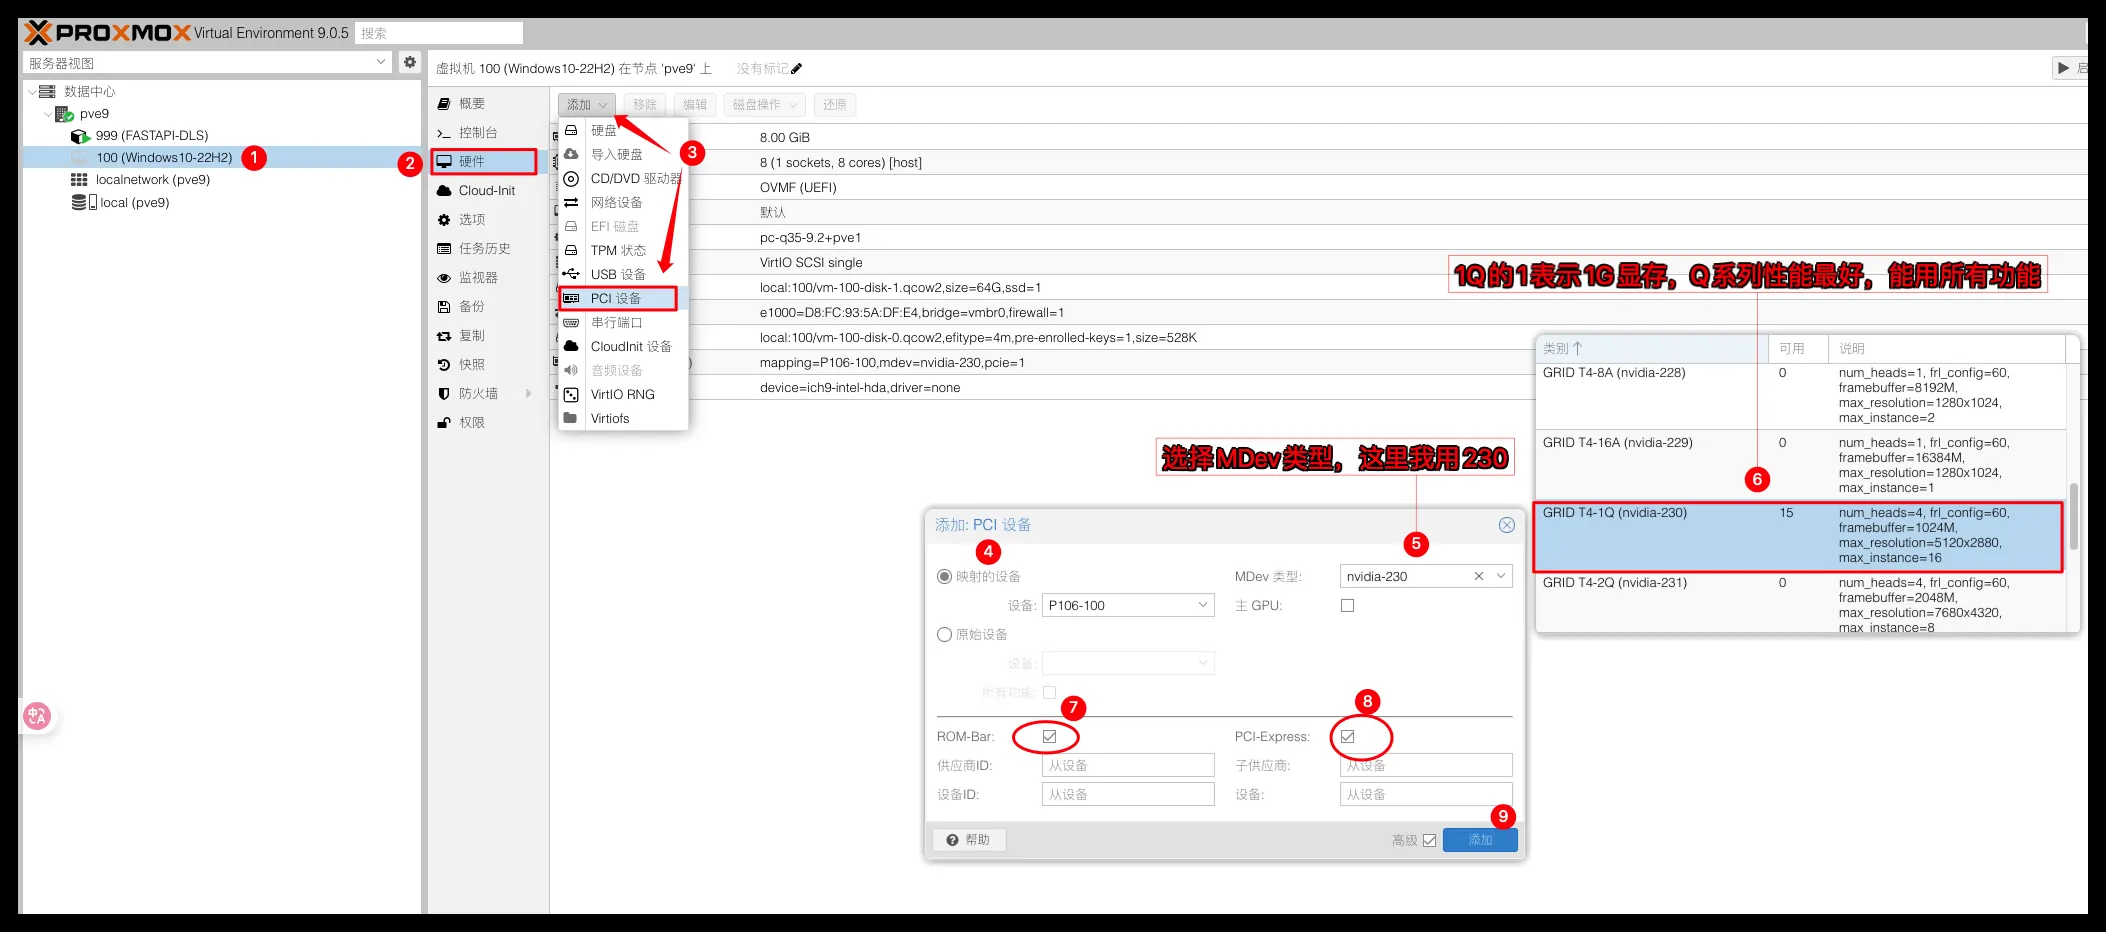 PROXMOX Virtual Environment 9.0.5 搜索
服务器视图
数据中心
pve9
999 (FASTAPI-DLS)
100 (Windows10-22H2) 1
localnetwork (pve9)
local (pve9)
中A
虚拟机 100 (Windows10-22H2) 在节点 'pve9' 上 没有标记
启
概要
控制台
2 硬件
Cloud-Init
选项
任务历史
监视器
备份
复制
快照
防火墙
权限
添加 移除 编辑 磁盘操作 还原
硬盘
导入硬盘
CD/DVD 驱动器
网络设备
EFI 磁盘
TPM 状态
USB 设备
PCI 设备
串行端口
CloudInit 设备
音频设备
VirtIO RNG
Virtiofs
3
8.00 GiB
8 (1 sockets, 8 cores) [host]
OVMF (UEFI)
默认
pc-q35-9.2+pve1
VirtIO SCSI single
local:100/vm-100-disk-1.qcow2,size=64G,ssd=1
e1000=D8:FC:93:5A:DF:E4,bridge=vmbr0,firewall=1
local:100/vm-100-disk-0.qcow2,efitype=4m,pre-enrolled-keys=1,size=528K
mapping=P106-100,mdev=nvidia-230,pcie=1
device=ich9-intel-hda,driver=none
1Q的1表示1G显存，Q系列性能最好，能用所有功能
类别 可用 说明
GRID T4-8A (nvidia-228) 0 num_heads=1, frl_config=60,
framebuffer=8192M,
max_resolution=1280x1024,
max_instance=2
GRID T4-16A (nvidia-229) 0 num_heads=1, frl_config=60,
framebuffer=16384M,
max_resolution=1280x1024,
max_instance=1
6
GRID T4-1Q (nvidia-230) 15 num_heads=4, frl_config=60,
framebuffer=1024M,
max_resolution=5120x2880,
max_instance=16
GRID T4-2Q (nvidia-231) 0 num_heads=4, frl_config=60,
framebuffer=2048M,
max_resolution=7680x4320,
max_instance=8
选择MDev类型，这里我用230
添加: PCI 设备
4
5
映射的设备 MDev 类型: nvidia-230
设备: P106-100 主 GPU:
原始设备
设备:
所有功能:
7
8
ROM-Bar: PCI-Express:
供应商ID: 从设备 子供应商: 从设备
设备ID: 从设备 设备: 从设备
9
帮助 高级 添加